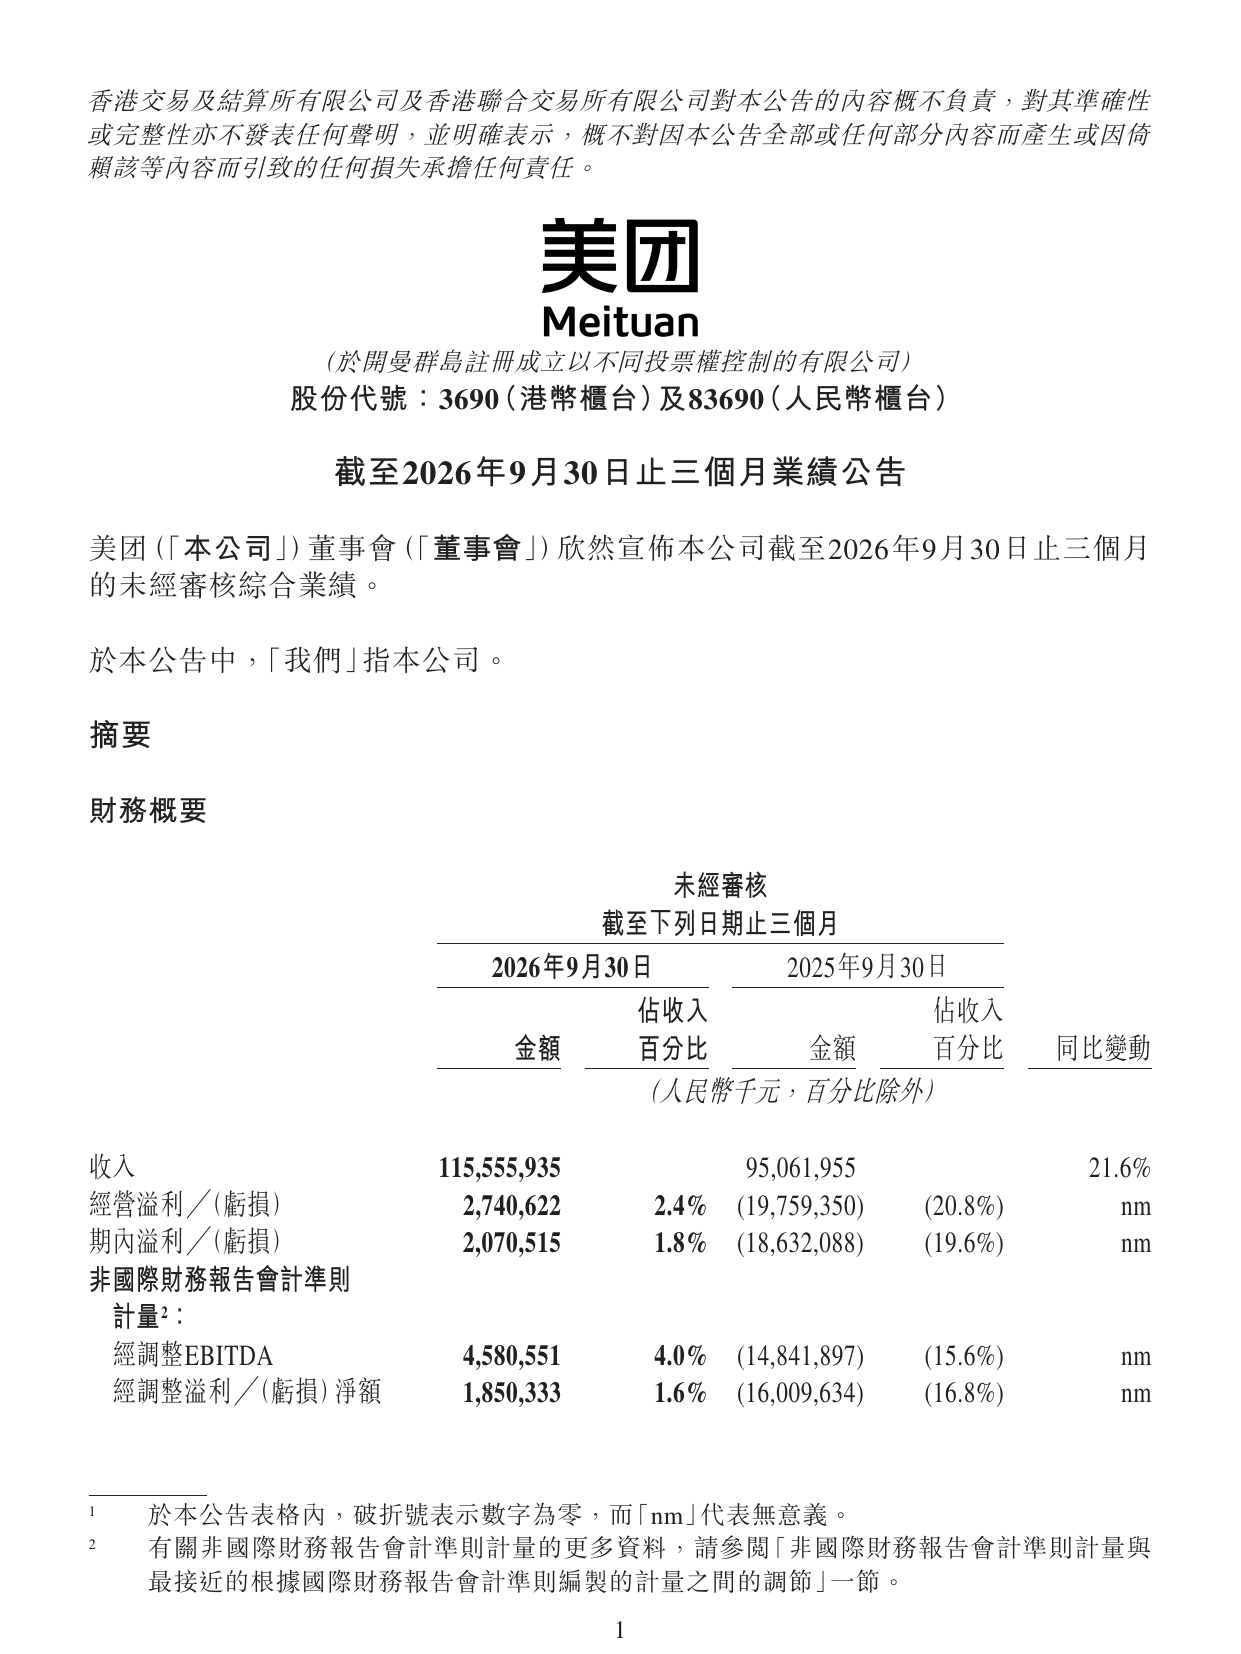 香港交易及結算所有限公司及香港聯合交易所有限公司對本公告的內容概不負責，對其準確性
或完整性亦不發表任何聲明，並明確表示，概不對因本公告全部或任何部分內容而產生或因倚
賴該等內容而引致的任何損失承擔任何責任。
美团
Meituan
（於開曼群島註冊成立以不同投票權控制的有限公司）
股份代號：3690（港幣櫃台）及83690（人民幣櫃台）
截至2026年9月30日止三個月業績公告
美团（「本公司」）董事會（「董事會」）欣然宣佈本公司截至2026年9月30日止三個月
的未經審核綜合業績。
於本公告中，「我們」指本公司。
摘要
財務概要
未經審核
截至下列日期止三個月
2026年9月30日 2025年9月30日
佔收入 佔收入
金額 百分比 金額 百分比 同比變動
（人民幣千元，百分比除外）
收入 115,555,935 95,061,955 21.6%
經營溢利／（虧損） 2,740,622 2.4% (19,759,350) (20.8%) nm
期內溢利／（虧損） 2,070,515 1.8% (18,632,088) (19.6%) nm
非國際財務報告會計準則
計量2：
經調整EBITDA 4,580,551 4.0% (14,841,897) (15.6%) nm
經調整溢利／（虧損）淨額 1,850,333 1.6% (16,009,634) (16.8%) nm
1 於本公告表格內，破折號表示數字為零，而「nm」代表無意義。
2 有關非國際財務報告會計準則計量的更多資料，請參閱「非國際財務報告會計準則計量與
最接近的根據國際財務報告會計準則編製的計量之間的調節」一節。
1